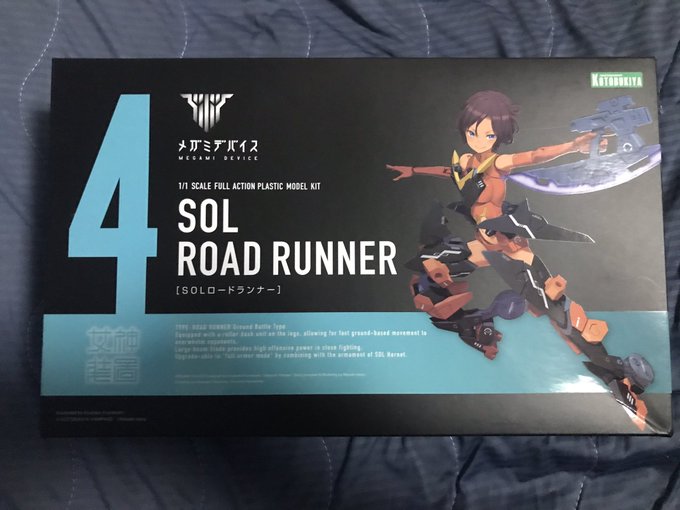 KOTOBUKIYA
4
メガミデバイス
MEGAMI DEVICE
1/1 SCALE FULL ACTION PLASTIC MODEL KIT
SOL
ROAD RUNNER
[SOLロードランナー]
TYPE: ROAD RUNNER Ground Battle Type
Equipped with a roller dash unit on the legs, allowing for fast ground-based movement to
overwhelm opponents.
Large beam blade provides high offensive power in close fighting.
Upgrade-able to "full armor mode" by combining with the armament of SOL Hornet.